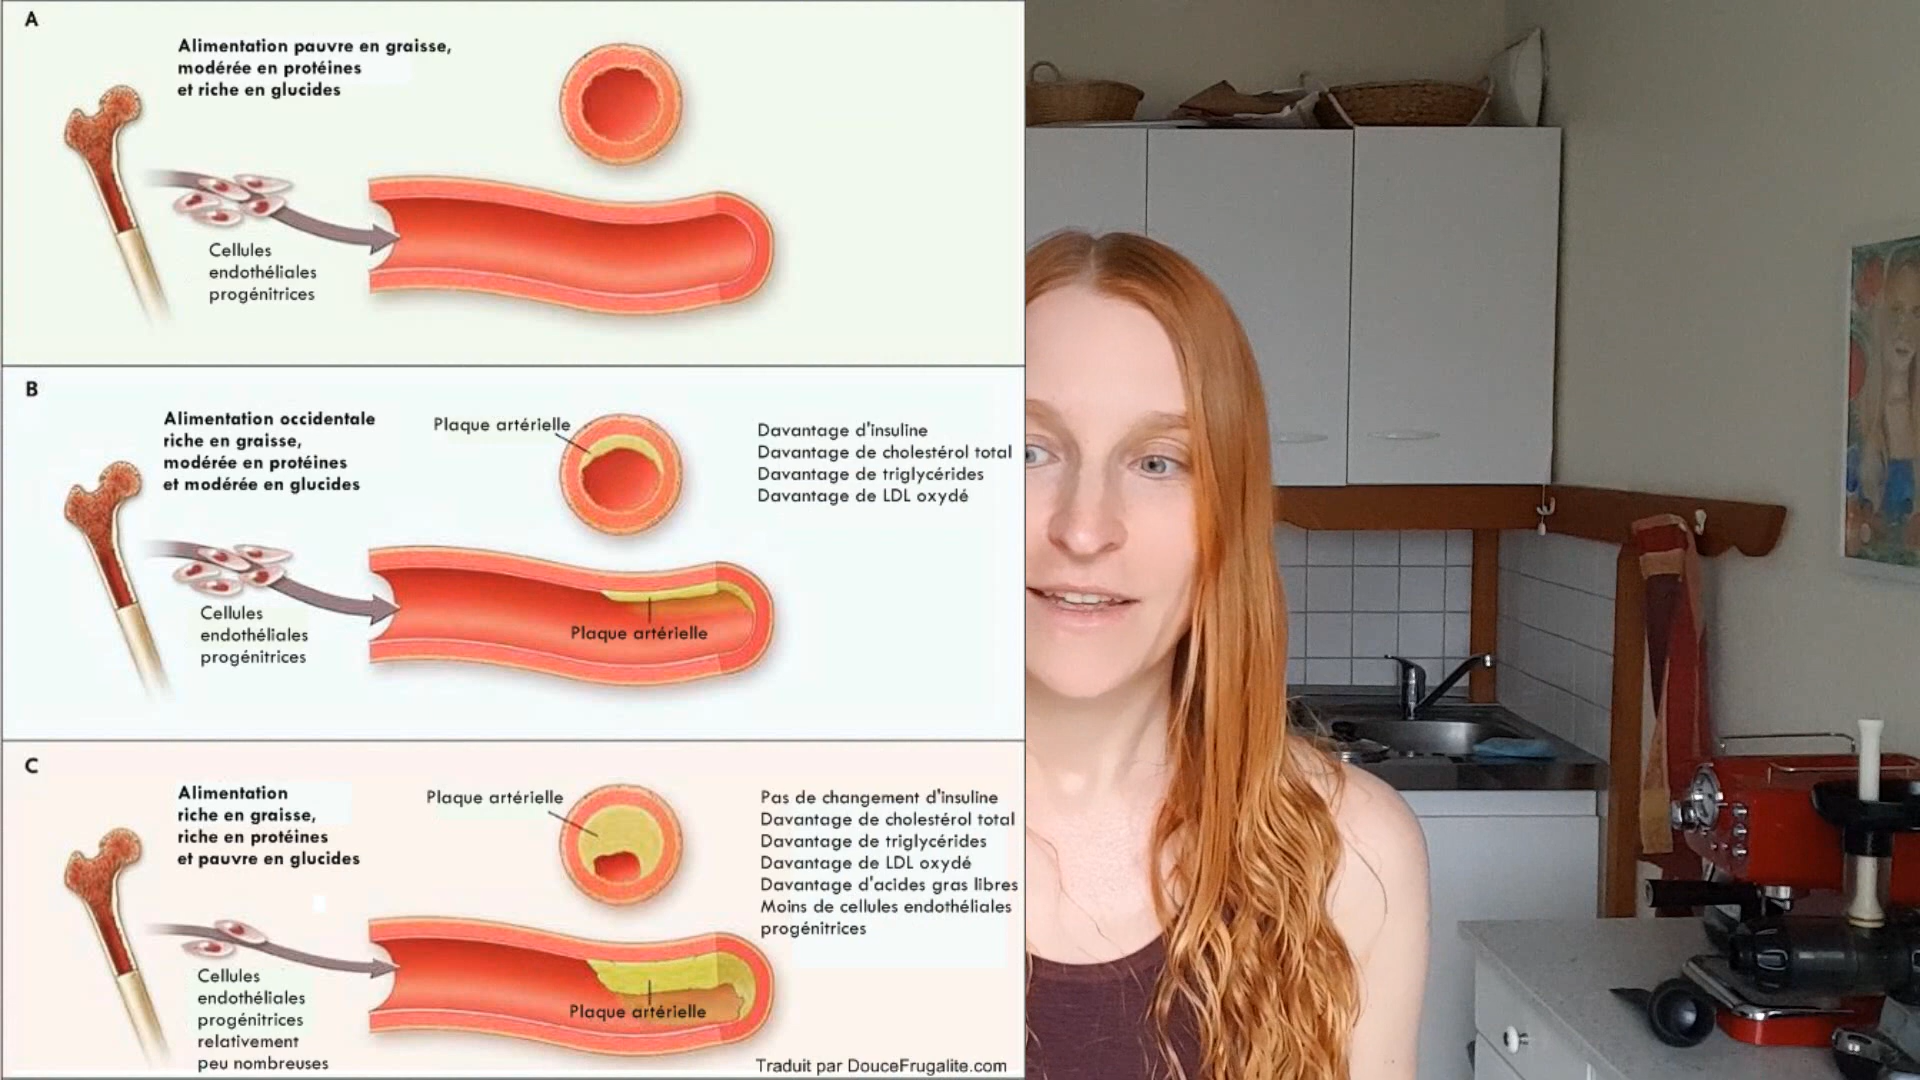 A
Alimentation pauvre en graisse,
modérée en protéines
et riche en glucides
Cellules
endothéliales
progénitrices
B
Alimentation occidentale
riche en graisse,
modérée en protéines
et modérée en glucides
Plaque artérielle
Davantage d'insuline
Davantage de cholestérol total
Davantage de triglycérides
Davantage de LDL oxydé
Cellules
endothéliales
progénitrices
Plaque artérielle
C
Alimentation
riche en graisse,
riche en protéines
et pauvre en glucides
Plaque artérielle
Pas de changement d'insuline
Davantage de cholestérol total
Davantage de triglycérides
Davantage de LDL oxydé
Davantage d'acides gras libres
Moins de cellules endothéliales
progénitrices
Cellules
endothéliales
progénitrices
relativement
peu nombreuses
Plaque artérielle
Traduit par DouceFrugalite.com